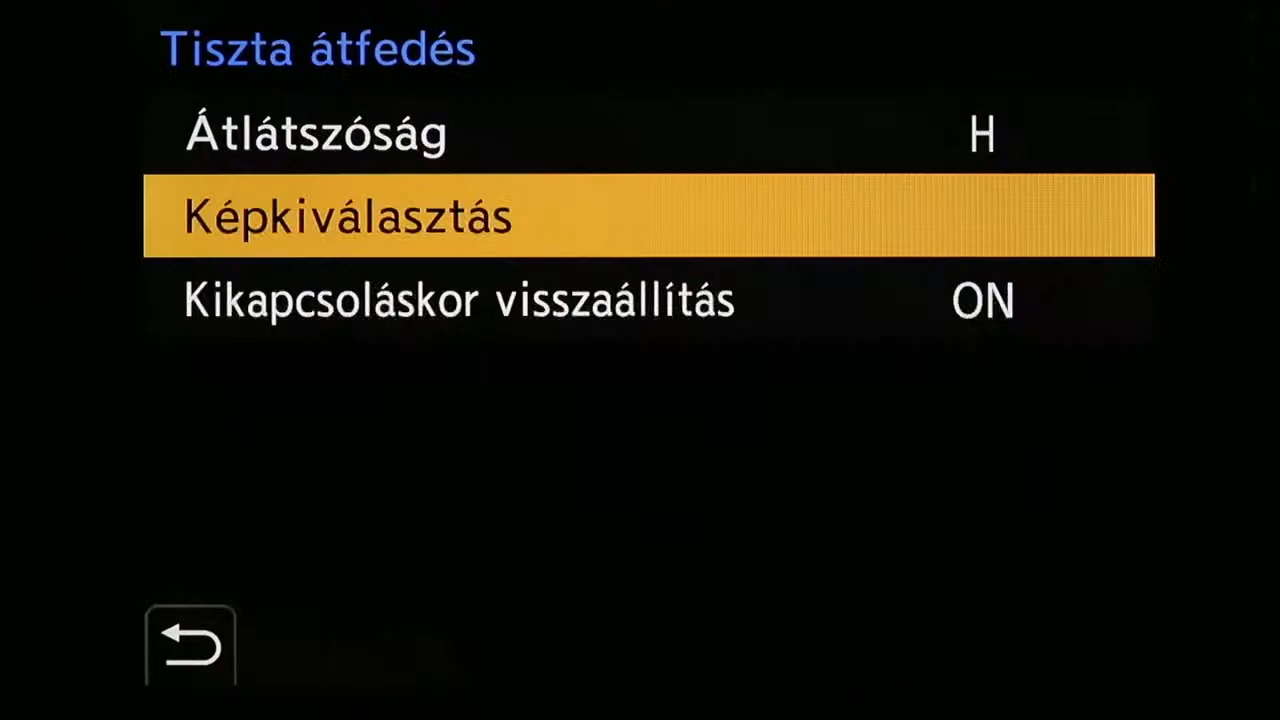 Tiszta átfedés
Átlátszóság H
Képkiválasztás
Kikapcsoláskor visszaállítás ON